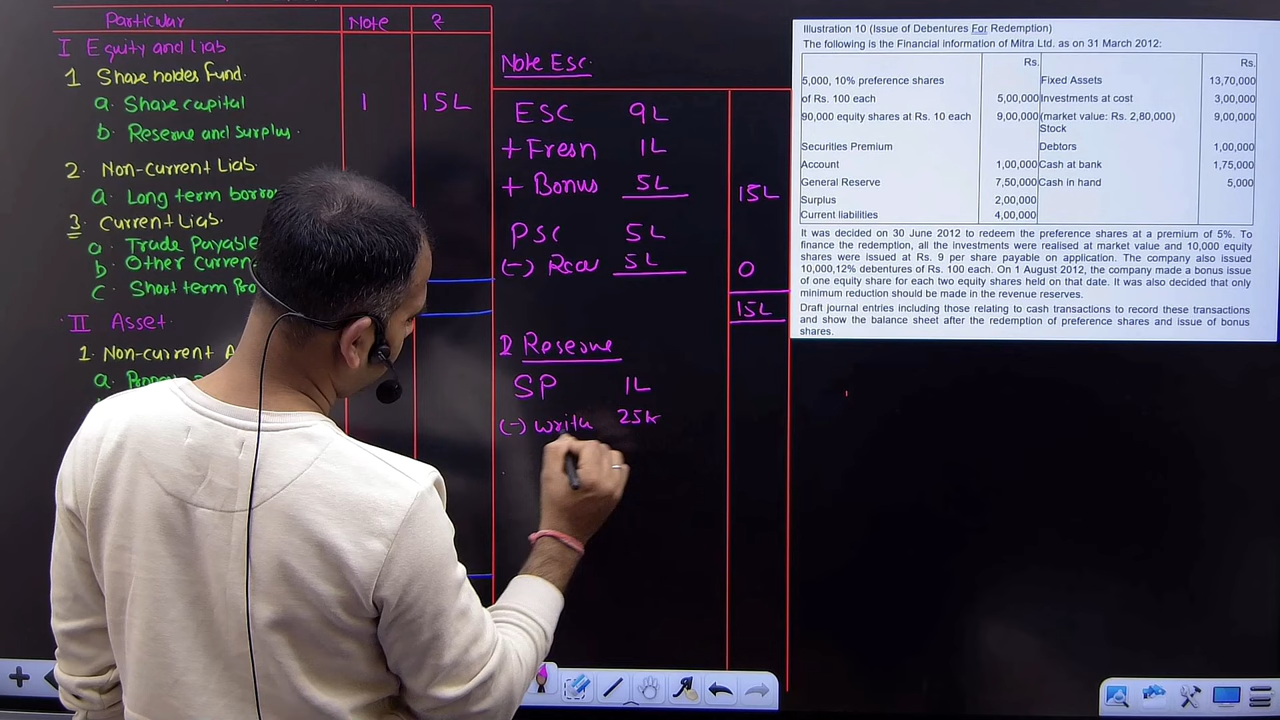 Particular Note ₹
I Equity and Liab
1 Share holdes Fund.
a. Share capital 1 15L
b. Reserve and Surplus.
2. Non-current Liab.
a. Long term borro
3. Current Liab.
a. Trade Payable
b. Other Curren
c. Short term Pro
II Asset.
1. Non-current A
a.
Note Esc.
ESC 9L
+ Fresh 1L
+ Bonus 5L 15L
PSC 5L
(-) 5L 0
15L
2 Reserve
SP 1L
(-) write 25k
Illustration 10 (Issue of Debentures For Redemption)
The following is the Financial information of Mitra Ltd. as on 31 March 2012:
Rs. Rs.
5,000, 10% preference shares Fixed Assets 13,70,000
of Rs. 100 each 5,00,000 Investments at cost 3,00,000
90,000 equity shares at Rs. 10 each 9,00,000 (market value: Rs. 2,80,000) 9,00,000
Stock
Securities Premium Debtors 1,00,000
Account 1,00,000 Cash at bank 1,75,000
General Reserve 7,50,000 Cash in hand 5,000
Surplus 2,00,000
Current liabilities 4,00,000
It was decided on 30 June 2012 to redeem the preference shares at a premium of 5%. To
finance the redemption, all the investments were realised at market value and 10,000 equity
shares were issued at Rs. 9 per share payable on application. The company also issued
10,000,12% debentures of Rs. 100 each. On 1 August 2012, the company made a bonus issue
of one equity share for each two equity shares held on that date. It was also decided that only
minimum reduction should be made in the revenue reserves.
Draft journal entries including those relating to cash transactions to record these transactions
and show the balance sheet after the redemption of preference shares and issue of bonus
shares.